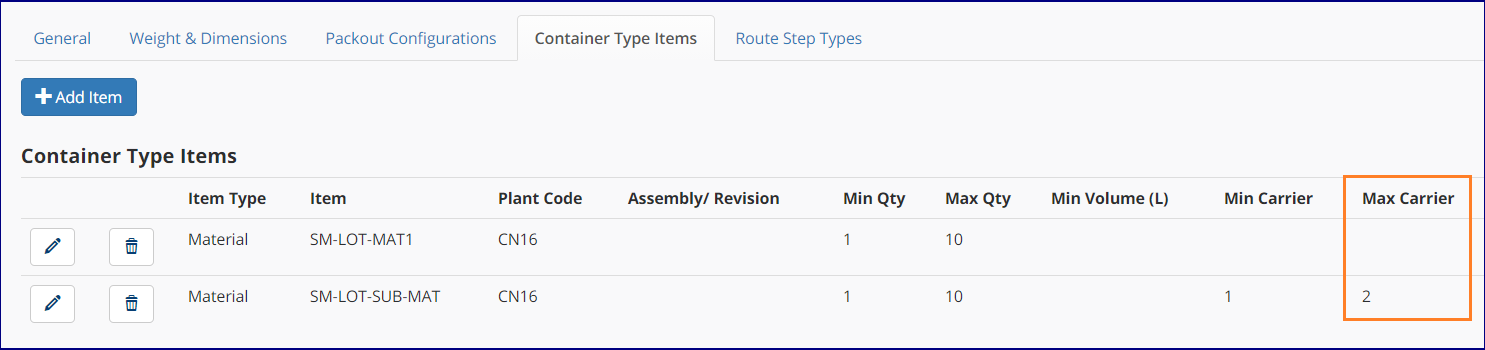 General Weight & Dimensions Packout Configurations Container Type Items Route Step Types
Add Item
Container Type Items
Item Type Item Plant Code Assembly/ Revision Min Qty Max Qty Min Volume (L) Min Carrier Max Carrier
Material SM-LOT-MAT1 CN16 1 10
Material SM-LOT-SUB-MAT CN16 1 10 1 2